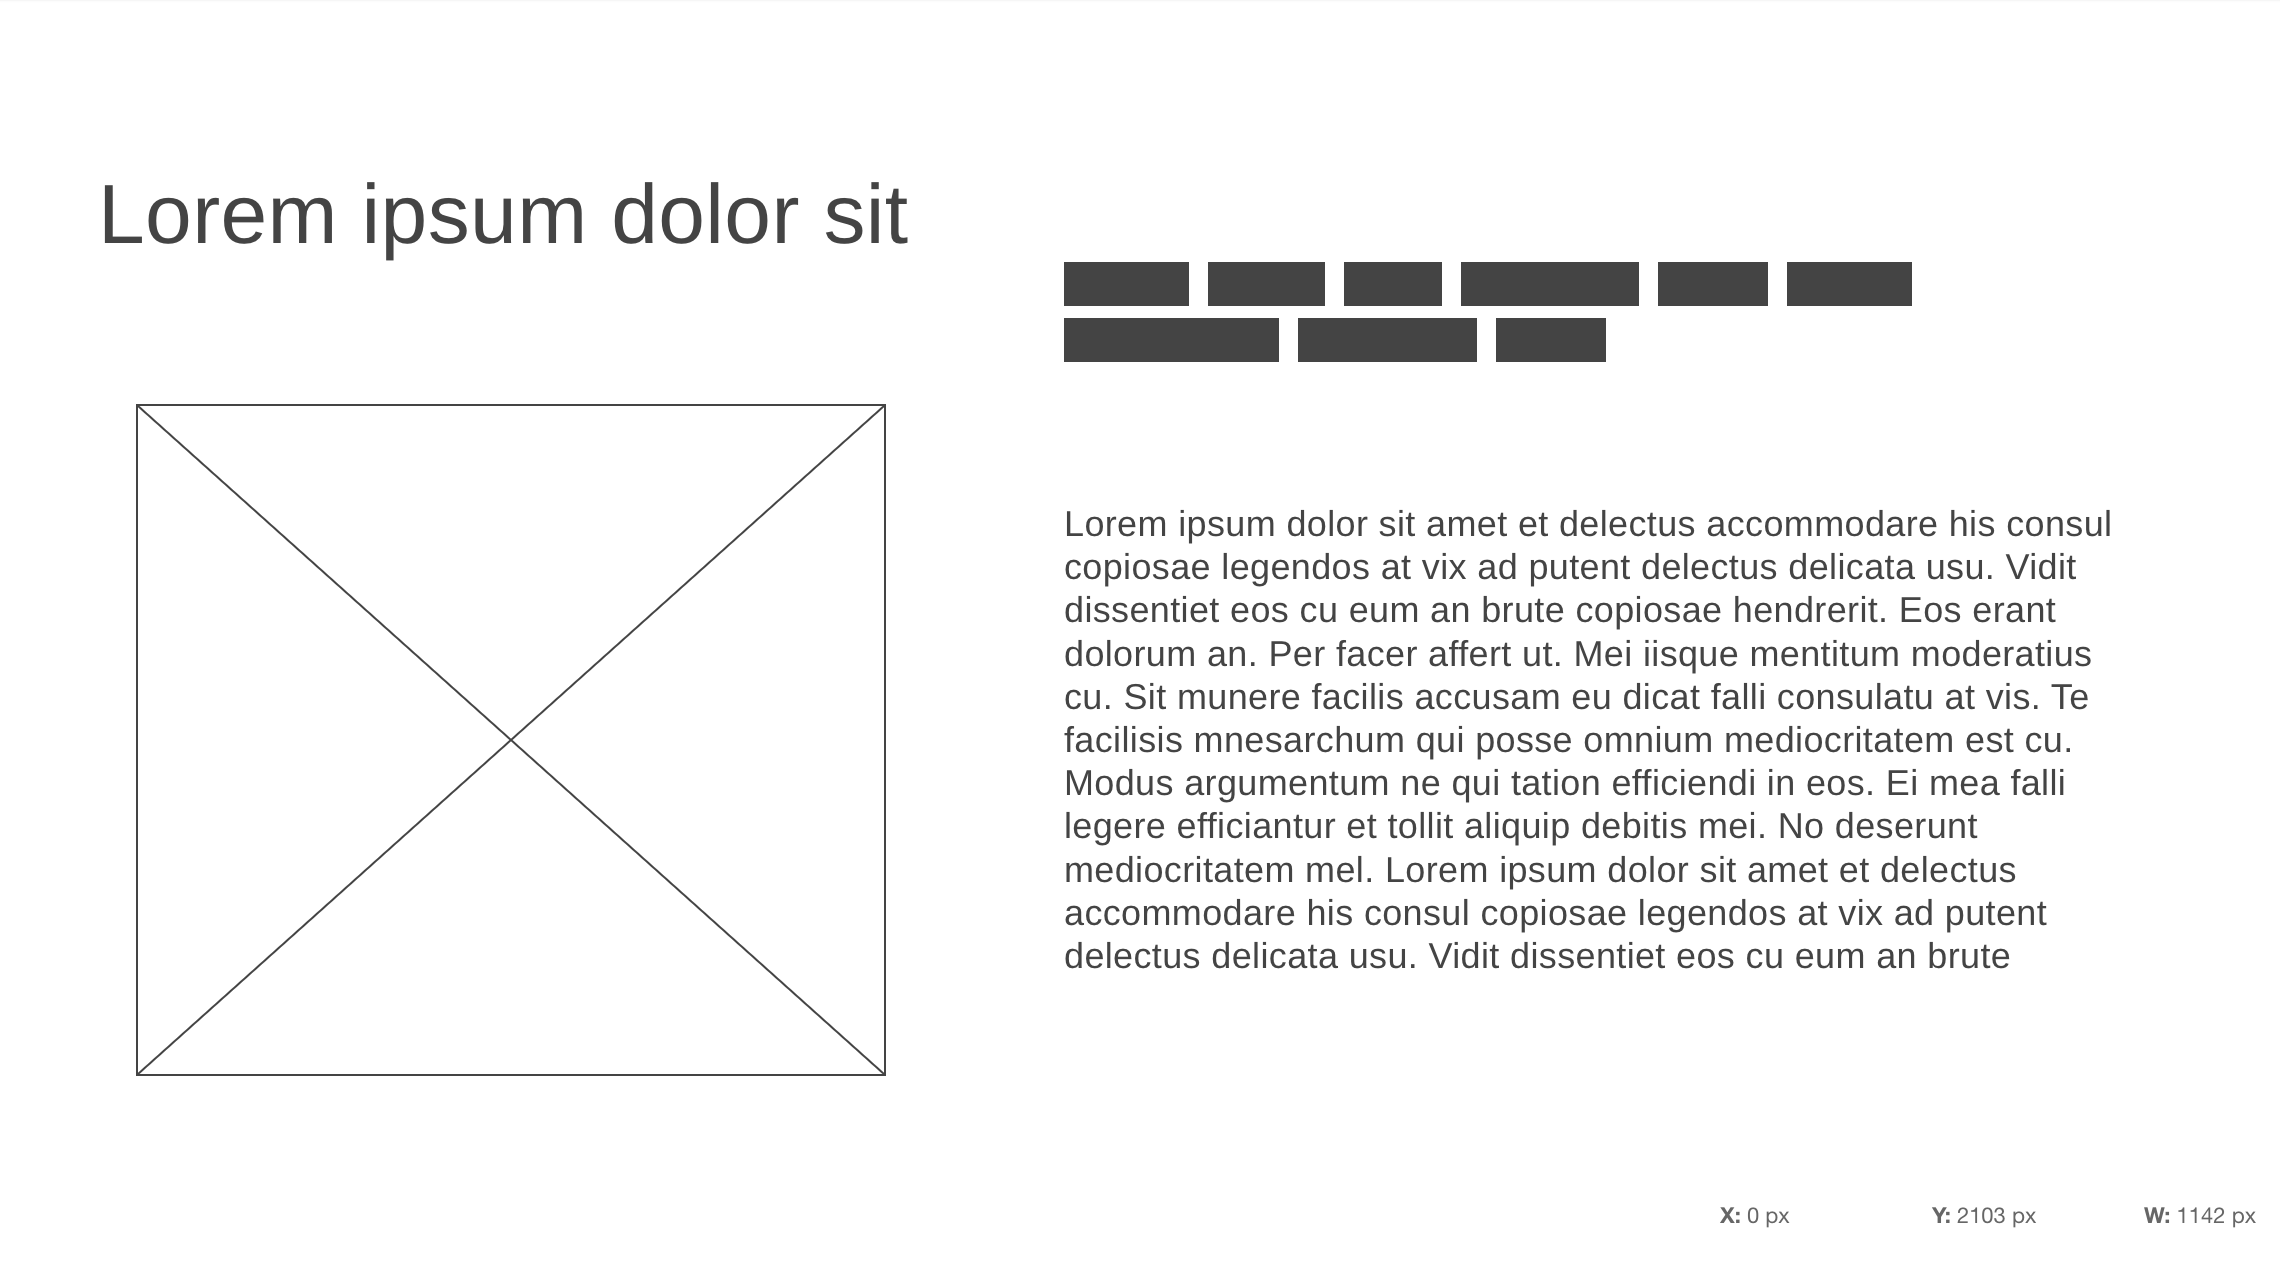 Lorem ipsum dolor sit
Lorem ipsum dolor sit amet et delectus accommodare his consul
copiosae legendos at vix ad putent delectus delicata usu. Vidit
dissentiet eos cu eum an brute copiosae hendrerit. Eos erant
dolorum an. Per facer affert ut. Mei iisque mentitum moderatius
cu. Sit munere facilis accusam eu dicat falli consulatu at vis. Te
facilisis mnesarchum qui posse omnium mediocritatem est cu.
Modus argumentum ne qui tation efficiendi in eos. Ei mea falli
legere efficiantur et tollit aliquip debitis mei. No deserunt
mediocritatem mel. Lorem ipsum dolor sit amet et delectus
accommodare his consul copiosae legendos at vix ad putent
delectus delicata usu. Vidit dissentiet eos cu eum an brute
X: 0 px Y: 2103 px W: 1142 px